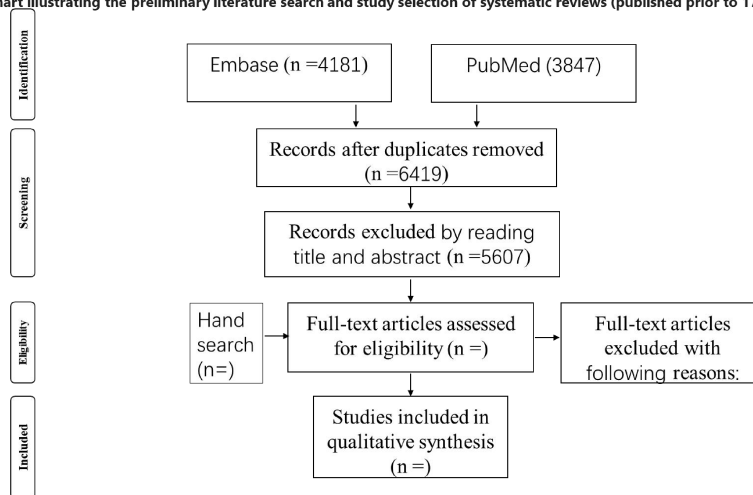 hart illustrating the preliminary literature search and study selection of systematic reviews (published prior to 1
Identification
Embase (n =4181)
PubMed (3847)
Screening
Records after duplicates removed
(n =6419)
Records excluded by reading
title and abstract (n =5607)
Eligibility
Hand
search
(n=)
Full-text articles assessed
for eligibility (n =)
Full-text articles
excluded with
following reasons:
Included
Studies included in
qualitative synthesis
(n =)